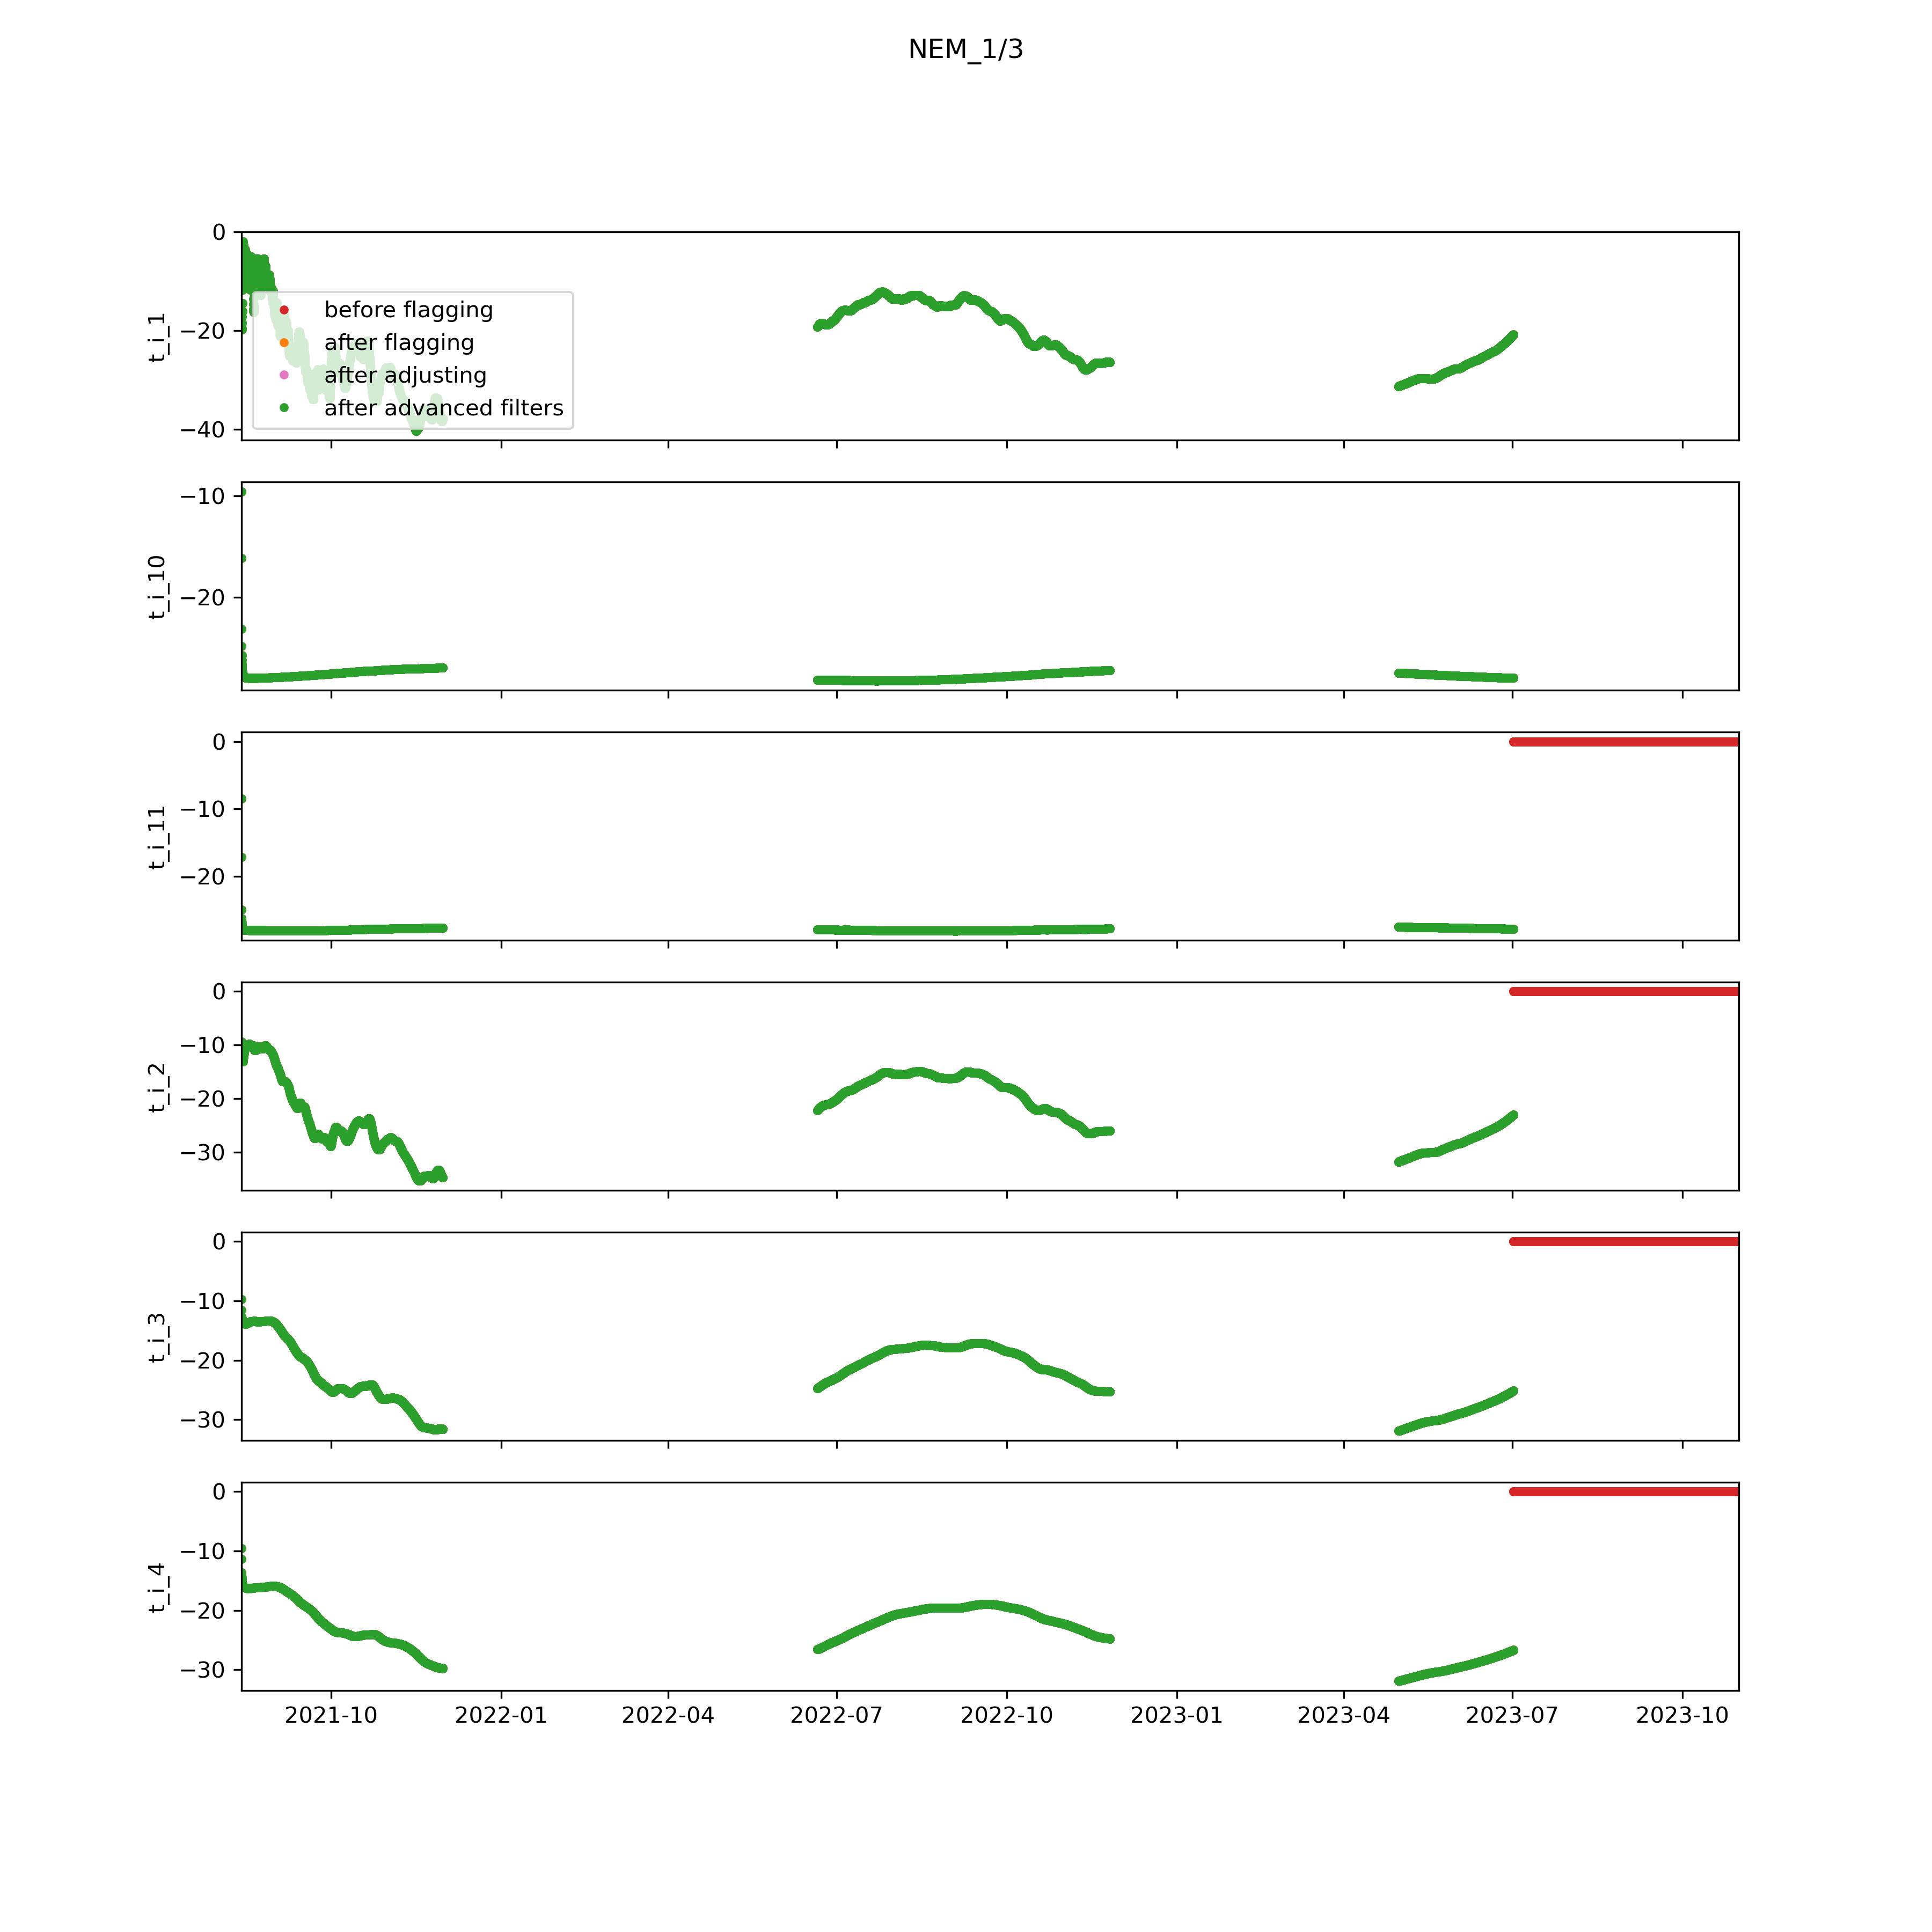 NEM_1/3
0
−20
−40
t_i_1
before flagging
after flagging
after adjusting
after advanced filters
−10
−20
t_i_10
0
−10
−20
t_i_11
0
−10
−20
−30
t_i_2
0
−10
−20
−30
t_i_3
0
−10
−20
−30
t_i_4
2021-10 2022-01 2022-04 2022-07 2022-10 2023-01 2023-04 2023-07 2023-10